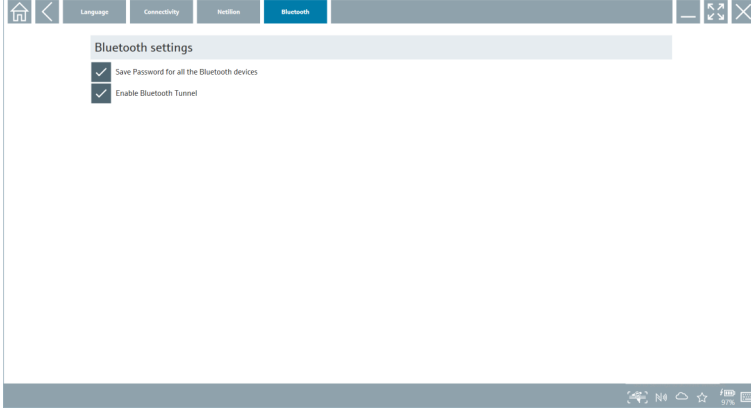 Language Connectivity Netilion Bluetooth
Bluetooth settings
Save Password for all the Bluetooth devices
Enable Bluetooth Tunnel
97%